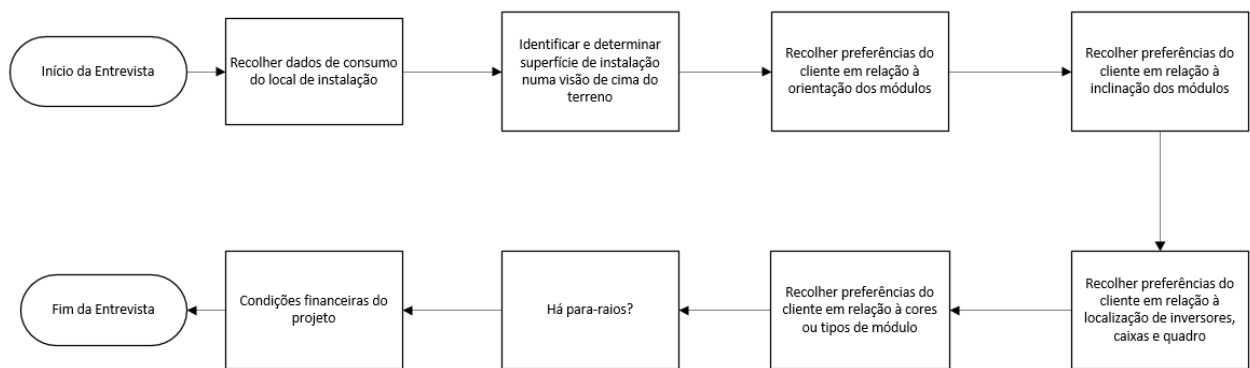 Início da Entrevista
Recolher dados de consumo
do local de instalação
Identificar e determinar
superfície de instalação
numa visão de cima do
terreno
Recolher preferências do
cliente em relação à
orientação dos módulos
Recolher preferências do
cliente em relação à
inclinação dos módulos
Recolher preferências do
cliente em relação à
localização de inversores,
caixas e quadro
Recolher preferências do
cliente em relação à cores
ou tipos de módulo
Há para-raios?
Condições financeiras do
projeto
Fim da Entrevista